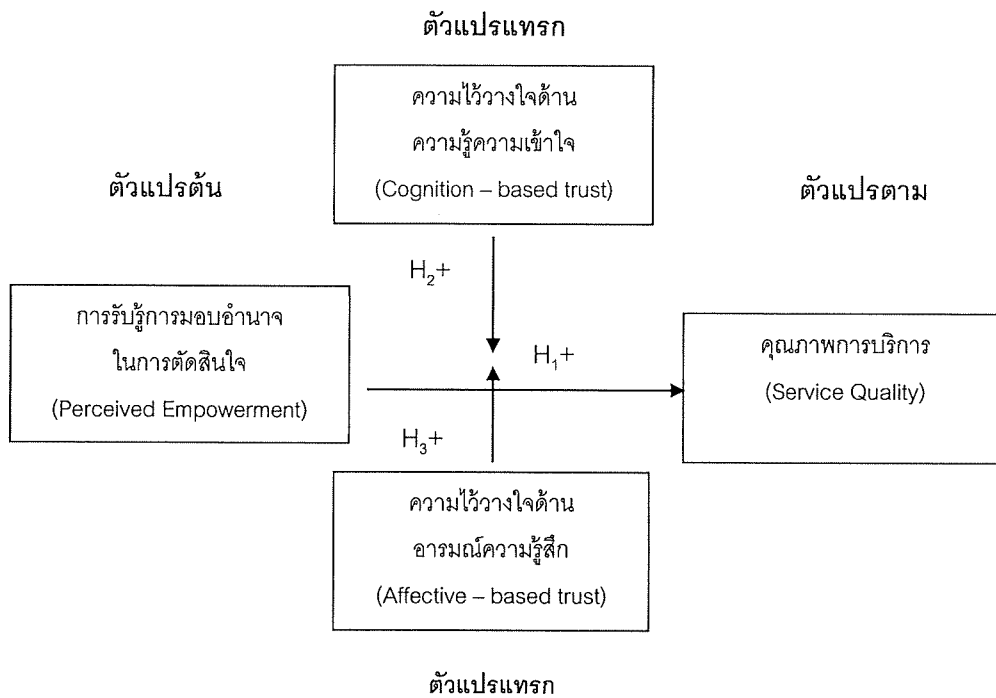 ตัวแปรแทรก
ความไว้วางใจด้าน
ความรู้ความเข้าใจ
(Cognition – based trust)
ตัวแปรต้น
ตัวแปรตาม
H₂+
การรับรู้การมอบอำนาจ
ในการตัดสินใจ
(Perceived Empowerment)
H₁+
คุณภาพการบริการ
(Service Quality)
H₃+
ความไว้วางใจด้าน
อารมณ์ความรู้สึก
(Affective – based trust)
ตัวแปรแทรก